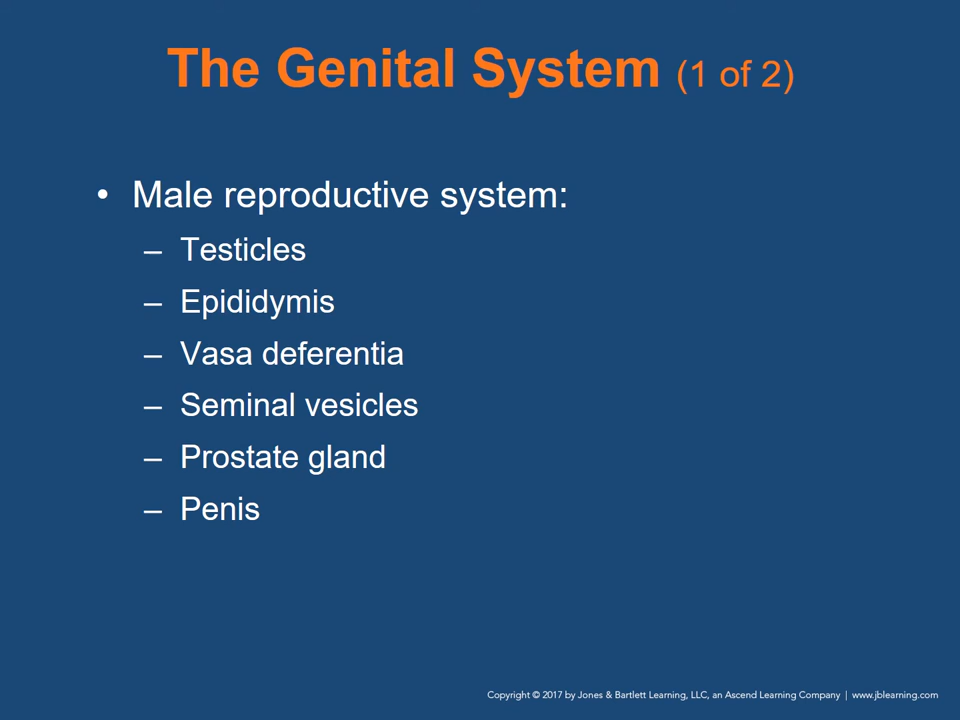 The Genital System (1 of 2)
• Male reproductive system:
– Testicles
– Epididymis
– Vasa deferentia
– Seminal vesicles
– Prostate gland
– Penis
Copyright © 2017 by Jones & Bartlett Learning, LLC, an Ascend Learning Company | www.jblearning.com